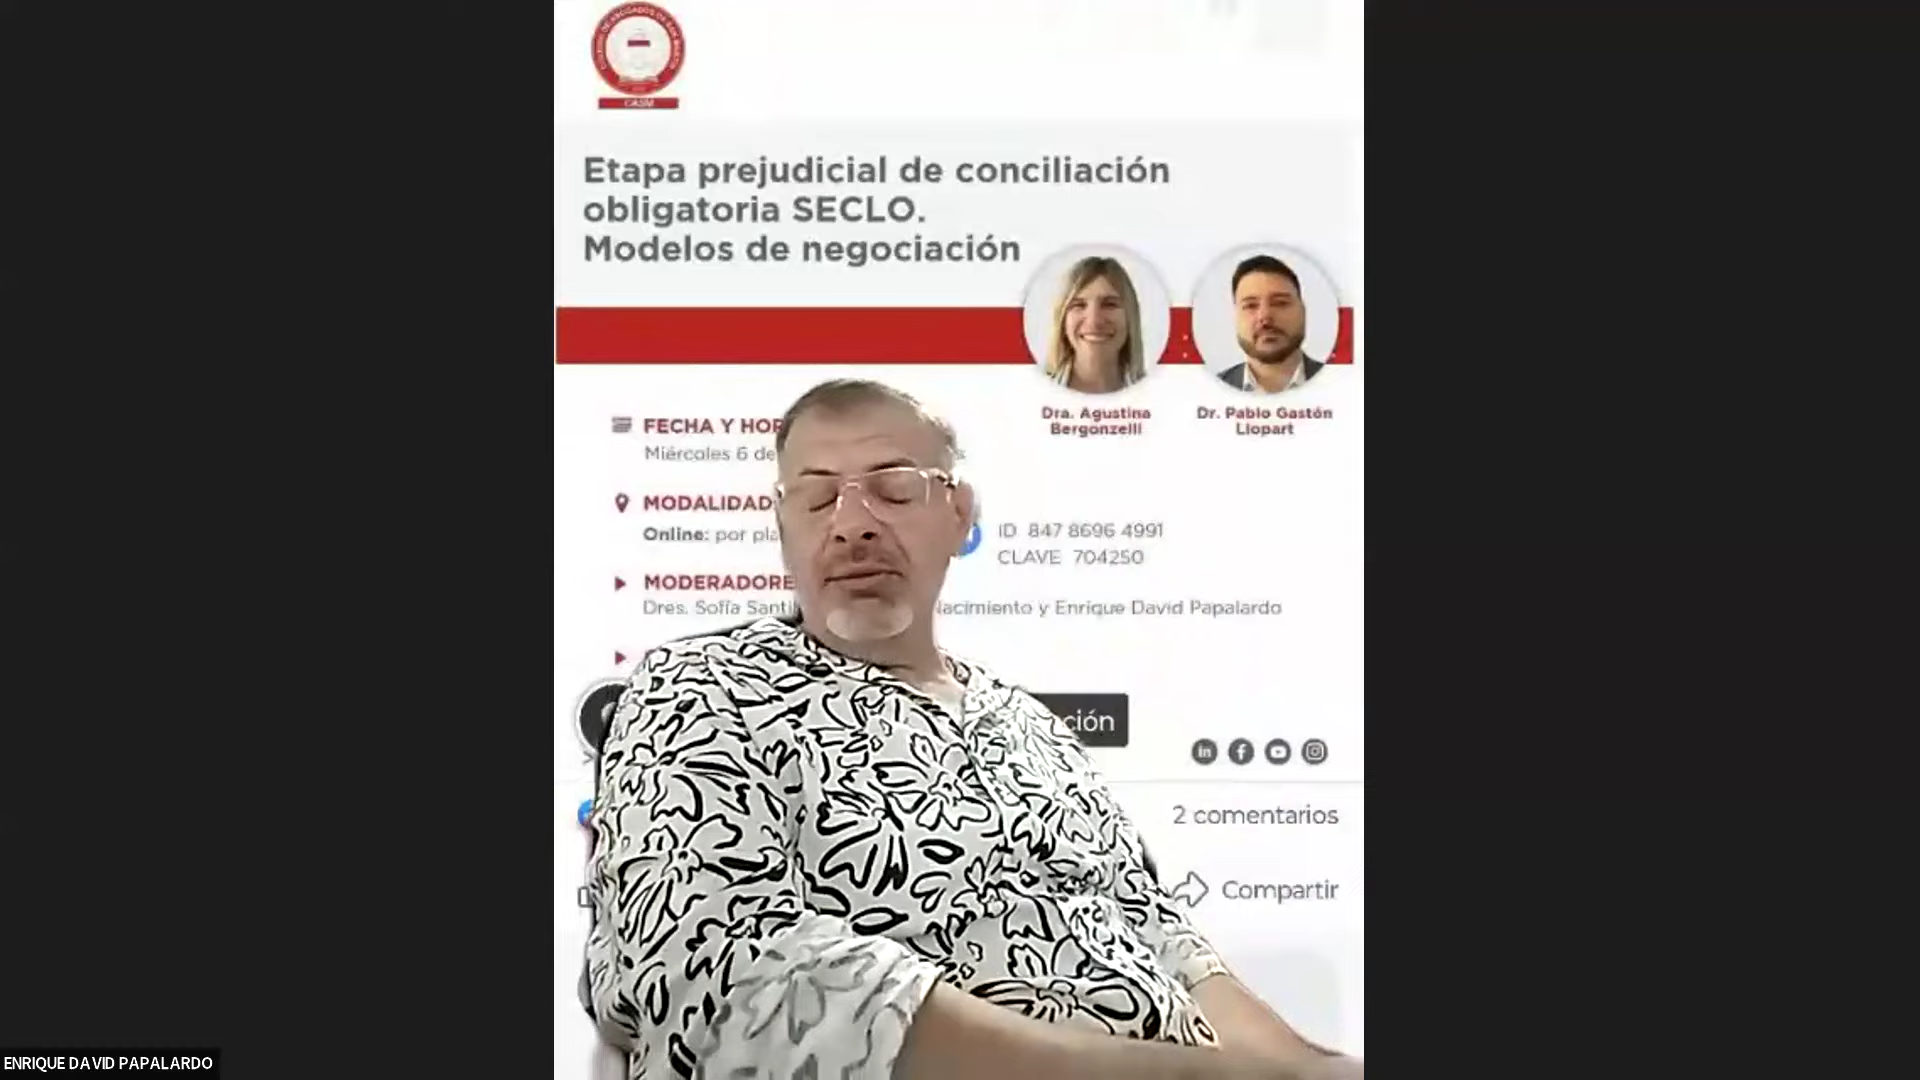 CASM
Etapa prejudicial de conciliación
obligatoria SECLO.
Modelos de negociación
Dra. Agustina
Bergonzelli
Dr. Pablo Gastón
Llopart
FECHA Y HOR
Miércoles 6 de
MODALIDAD
Online: por pla
ID 847 8696 4991
CLAVE 704250
MODERADORE
Dres. Sofía Santi
Nacimiento y Enrique David Papalardo
ción
2 comentarios
Compartir
ENRIQUE DAVID PAPALARDO